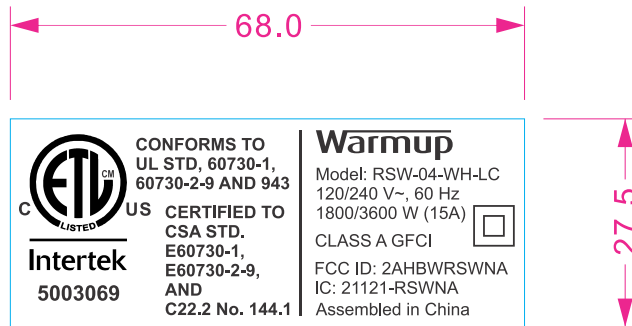 68.0
27.5
ETL
CM
LISTED
C
US
Intertek
5003069
CONFORMS TO
UL STD, 60730-1,
60730-2-9 AND 943
CERTIFIED TO
CSA STD.
E60730-1,
E60730-2-9,
AND
C22.2 No. 144.1
Warmup
Model: RSW-04-WH-LC
120/240 V~, 60 Hz
1800/3600 W (15A)
CLASS A GFCI
FCC ID: 2AHBWRSWNA
IC: 21121-RSWNA
Assembled in China